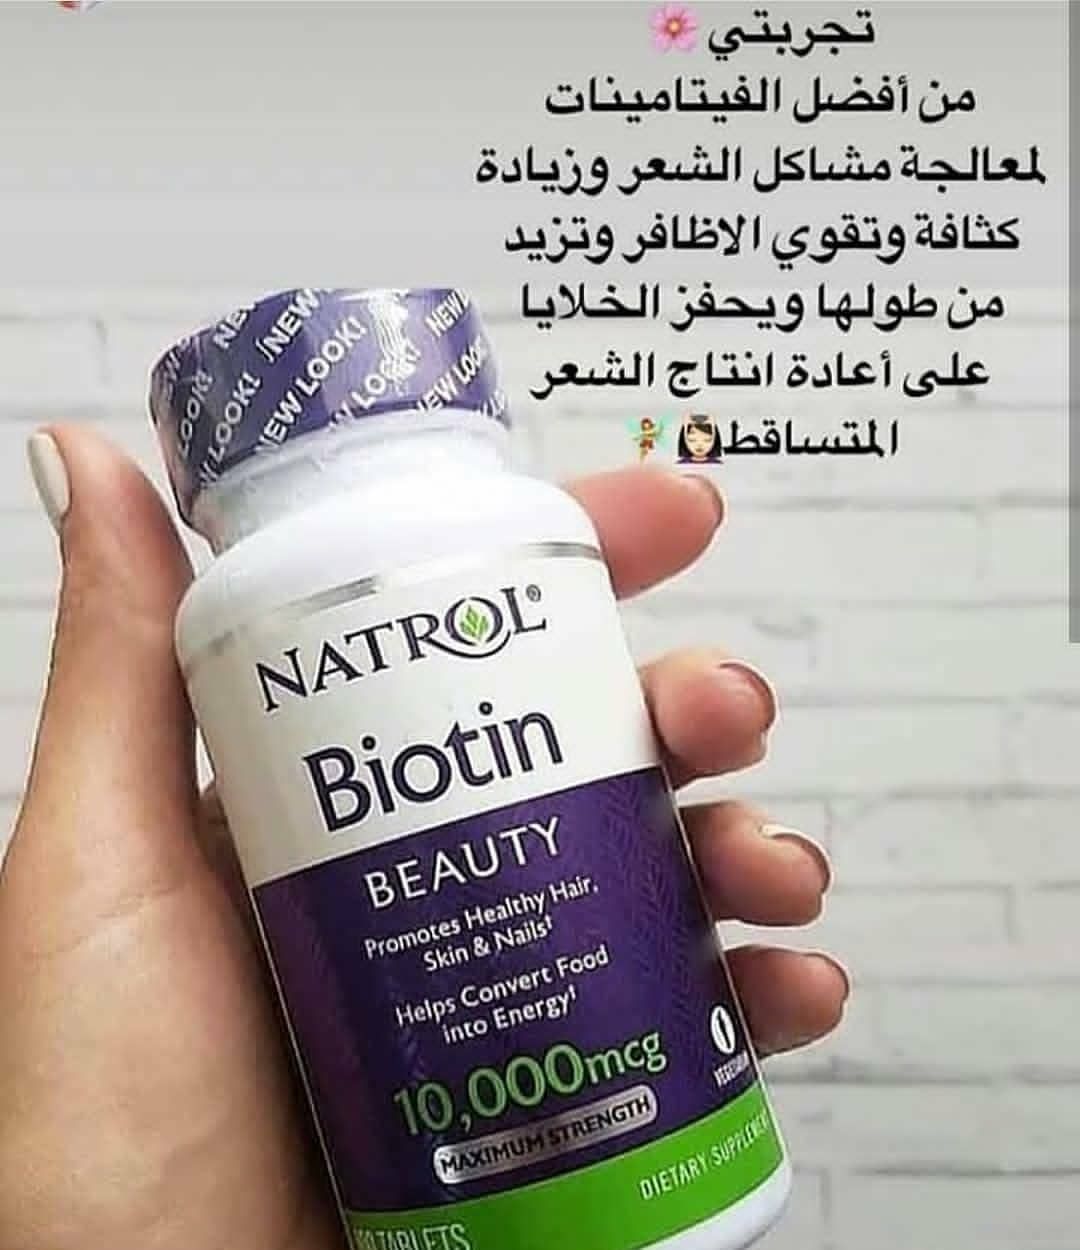 تجربتي🌸
من أفضل الفيتامينات
لمعالجة مشاكل الشعر وزيادة
كثافة وتقوي الاظافر وتزيد
من طولها ويحفز الخلايا
على أعادة انتاج الشعر
المتساقط💆🏻‍♀️🧚‍♀️
NEW LOOK!
NATROL®
Biotin
BEAUTY
Promotes Healthy Hair,
Skin & Nails†
Helps Convert Food
into Energy†
10,000mcg
MAXIMUM STRENGTH
DIETARY SUPPLEMENT
TABLETS